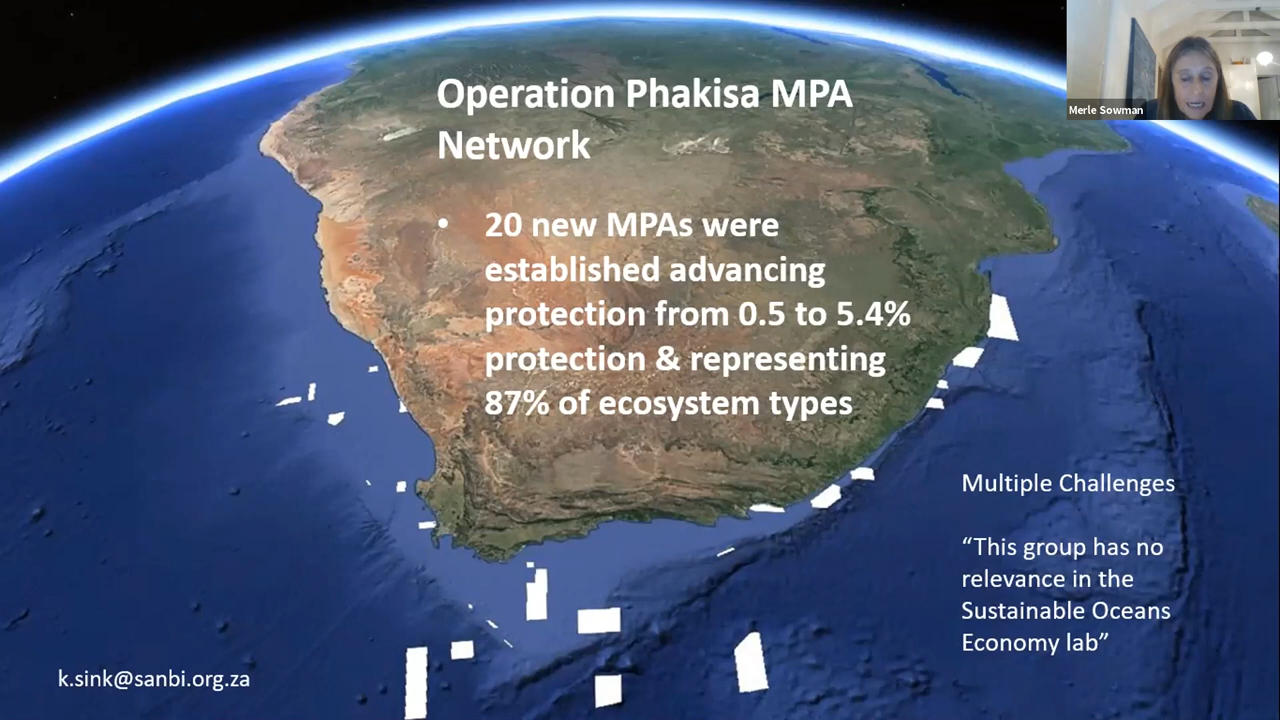 Operation Phakisa MPA
Network
• 20 new MPAs were
established advancing
protection from 0.5 to 5.4%
protection & representing
87% of ecosystem types
Merle Sowman
Multiple Challenges
“This group has no
relevance in the
Sustainable Oceans
Economy lab”
k.sink@sanbi.org.za